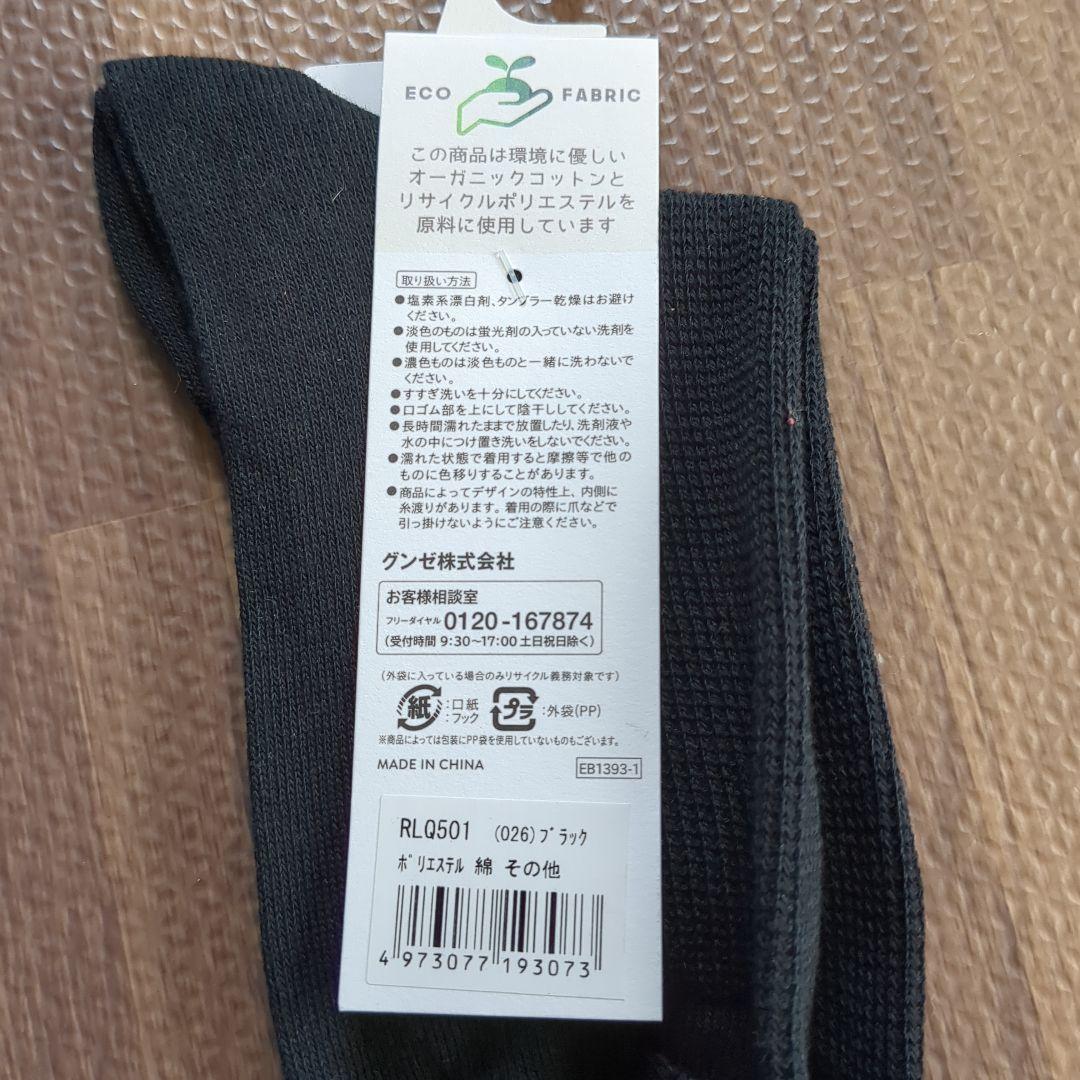 ECO FABRIC
この商品は環境に優しい
オーガニックコットンと
リサイクルポリエステルを
原料に使用しています
取り扱い方法
●塩素系漂白剤、タンブラー乾燥はお避け
ください。
●淡色のものは蛍光剤の入っていない洗剤を
使用してください。
●濃色ものは淡色ものと一緒に洗わないで
ください。
●すすぎ洗いを十分にしてください。
●口ゴム部を上にして陰干ししてください。
●長時間濡れたままで放置したり、洗剤液や
水の中につけ置き洗いをしないでください。
●濡れた状態で着用すると摩擦等で他の
ものに色移りすることがあります。
●商品によってデザインの特性上、内側に
糸渡りがあります。着用の際に爪などで
引っ掛けないようにご注意ください。
グンゼ株式会社
お客様相談室
フリーダイヤル 0120-167874
(受付時間 9:30〜17:00 土日祝日除く)
(外袋に入っている場合のみリサイクル義務対象です)
紙 :口紙
:フック
プラ :外袋(PP)
※商品によっては包装にPP袋を使用していないものもございます。
MADE IN CHINA
EB1393-1
RLQ501 (026)ﾌﾞﾗｯｸ
ﾎﾟﾘｴｽﾃﾙ 綿 その他
4 973077 193073